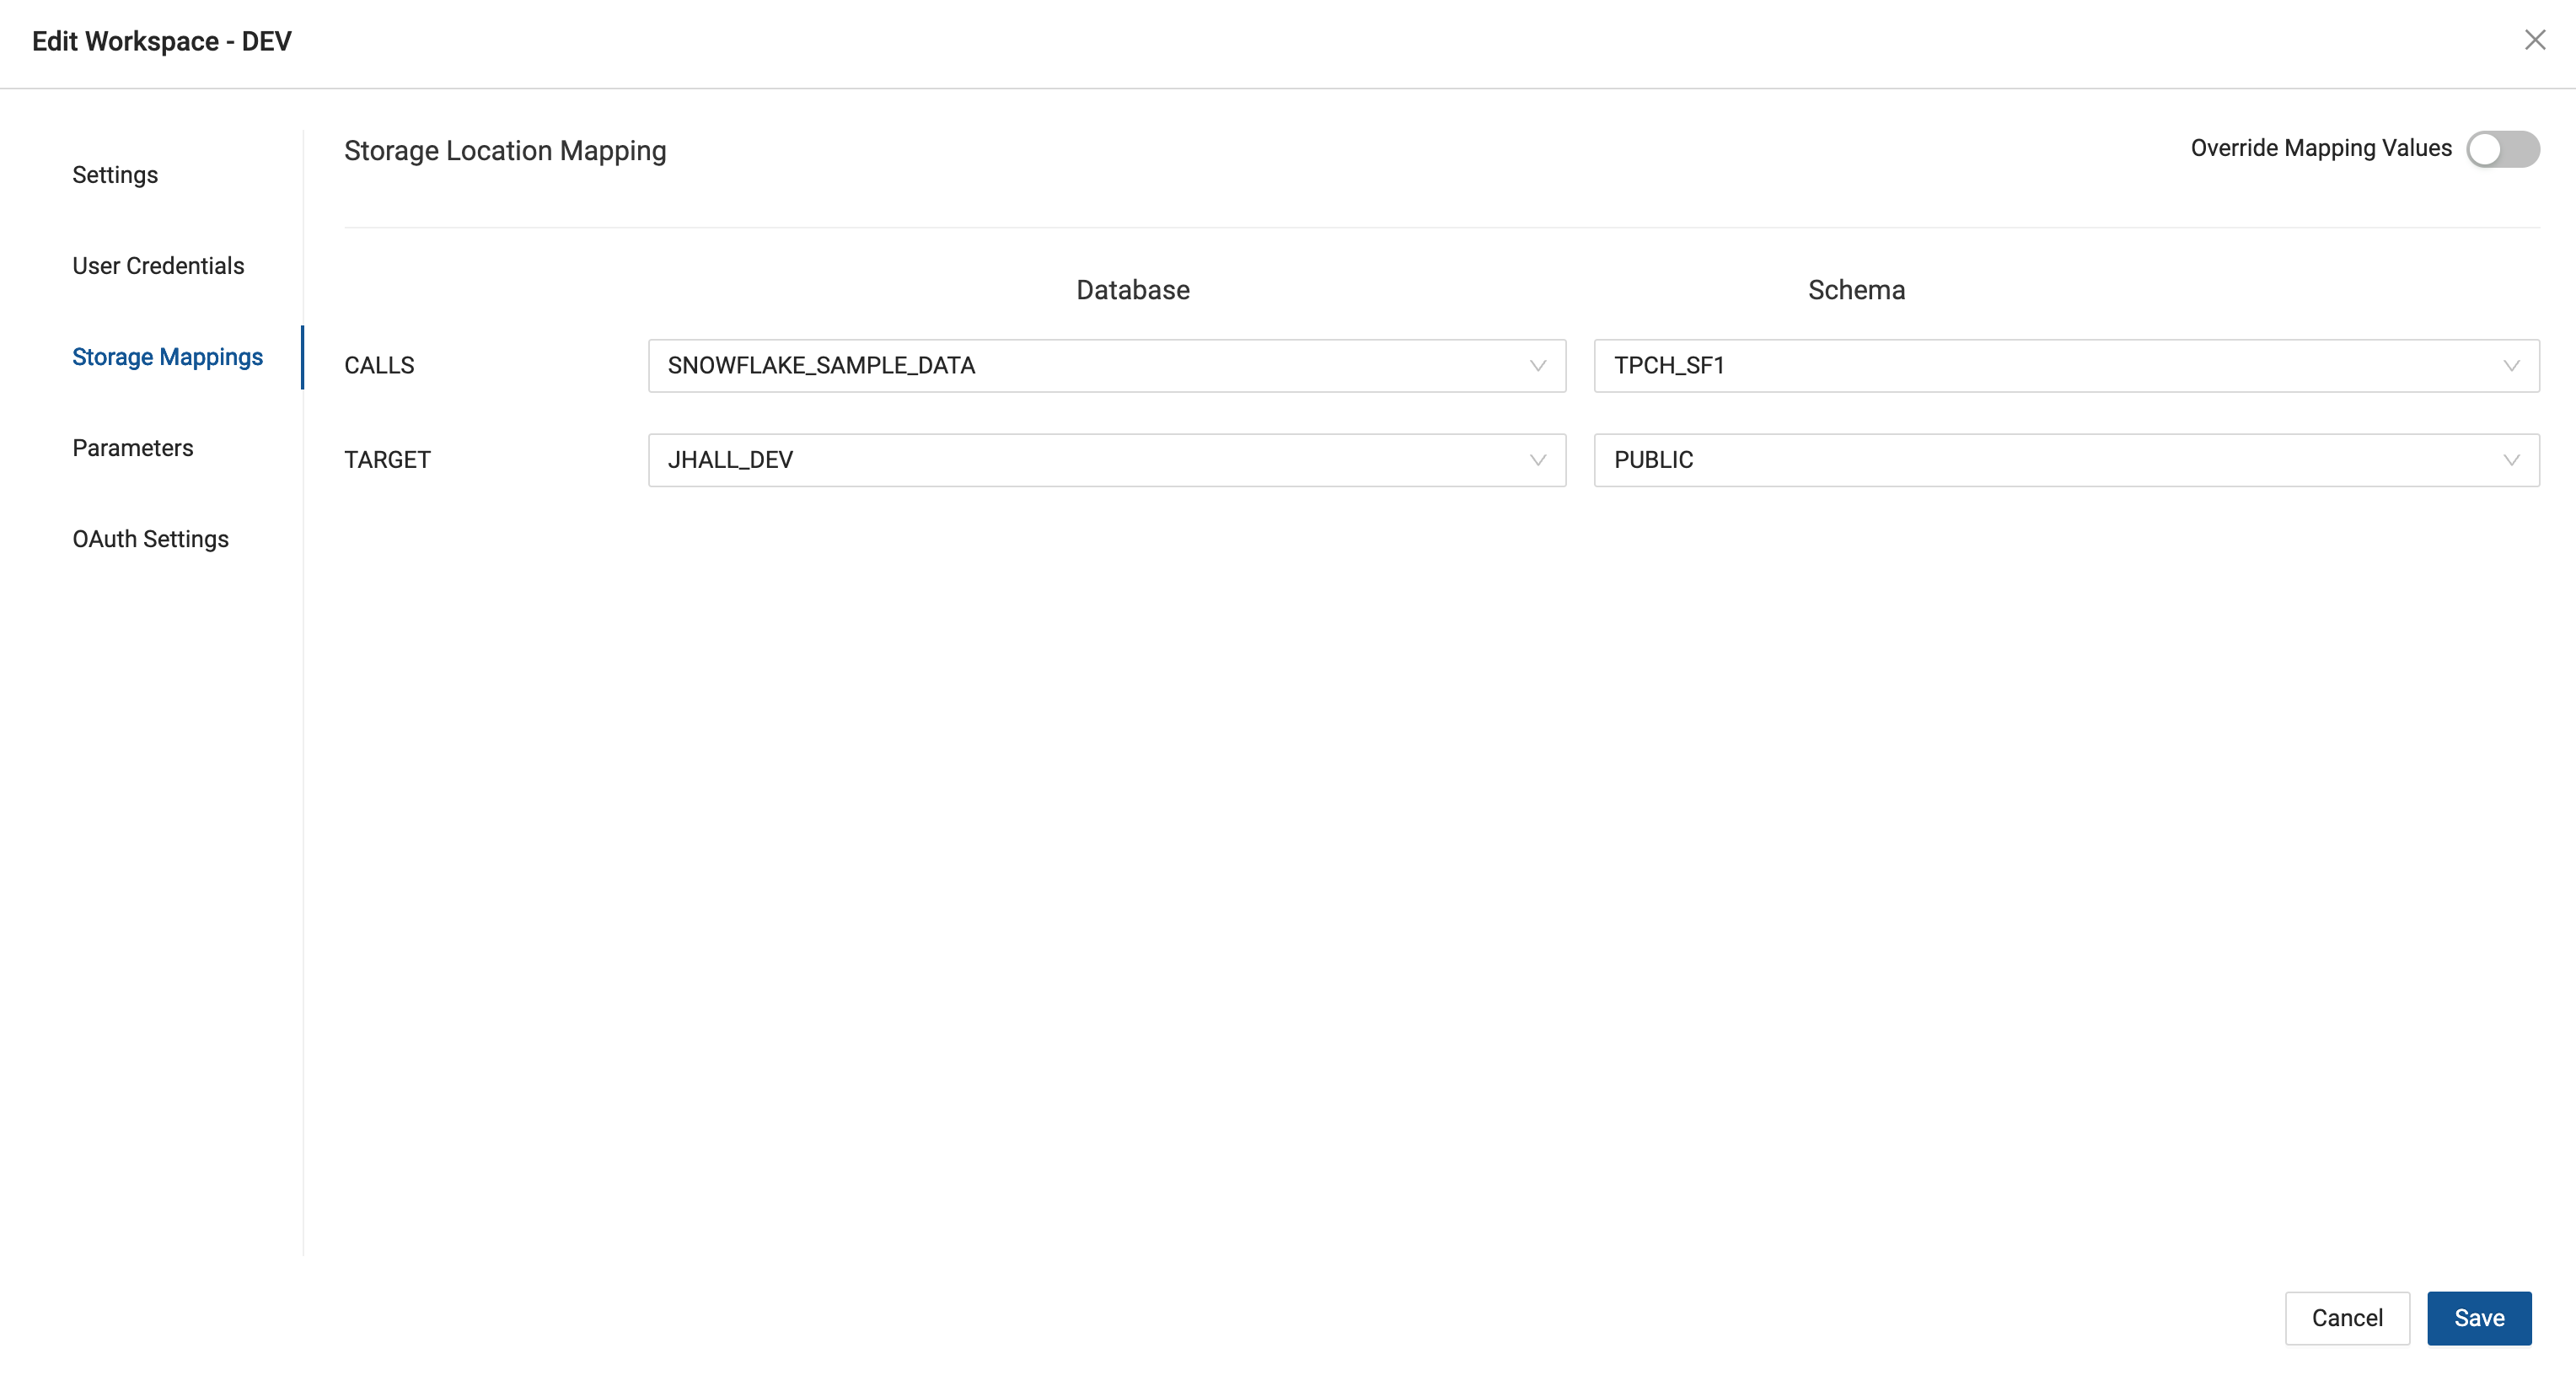 Edit Workspace - DEV
Settings
User Credentials
Storage Mappings
Parameters
OAuth Settings
Storage Location Mapping
Override Mapping Values
Database Schema
CALLS SNOWFLAKE_SAMPLE_DATA TPCH_SF1
TARGET JHALL_DEV PUBLIC
Cancel Save